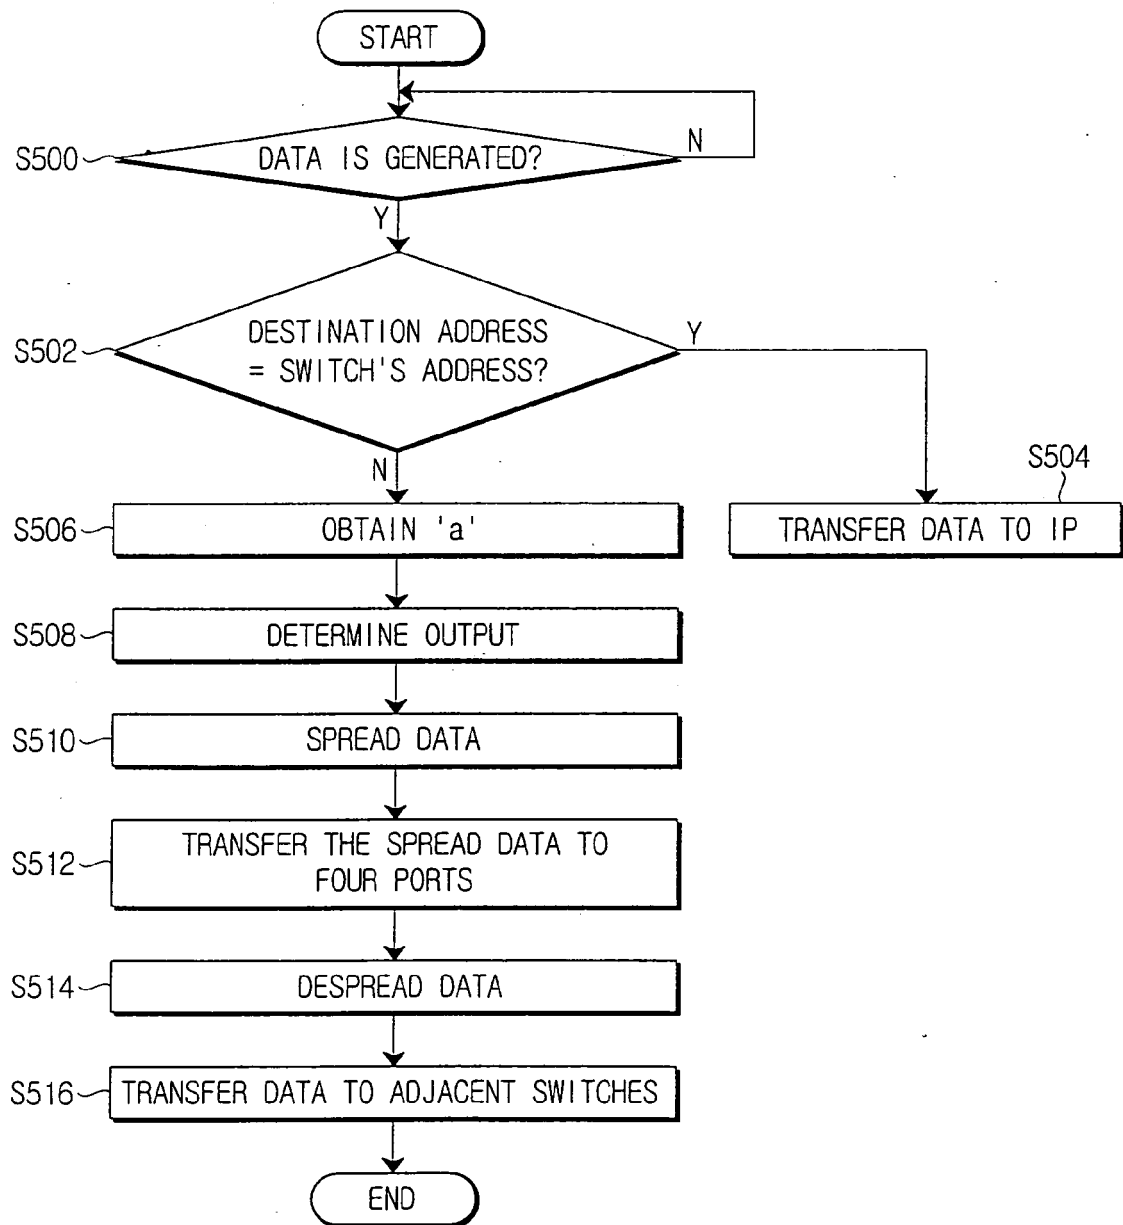 START
N
S500
DATA IS GENERATED?
Y
S502
DESTINATION ADDRESS
= SWITCH'S ADDRESS?
Y
N
S504
TRANSFER DATA TO IP
S506
OBTAIN 'a'
S508
DETERMINE OUTPUT
S510
SPREAD DATA
S512
TRANSFER THE SPREAD DATA TO
FOUR PORTS
S514
DESPREAD DATA
S516
TRANSFER DATA TO ADJACENT SWITCHES
END